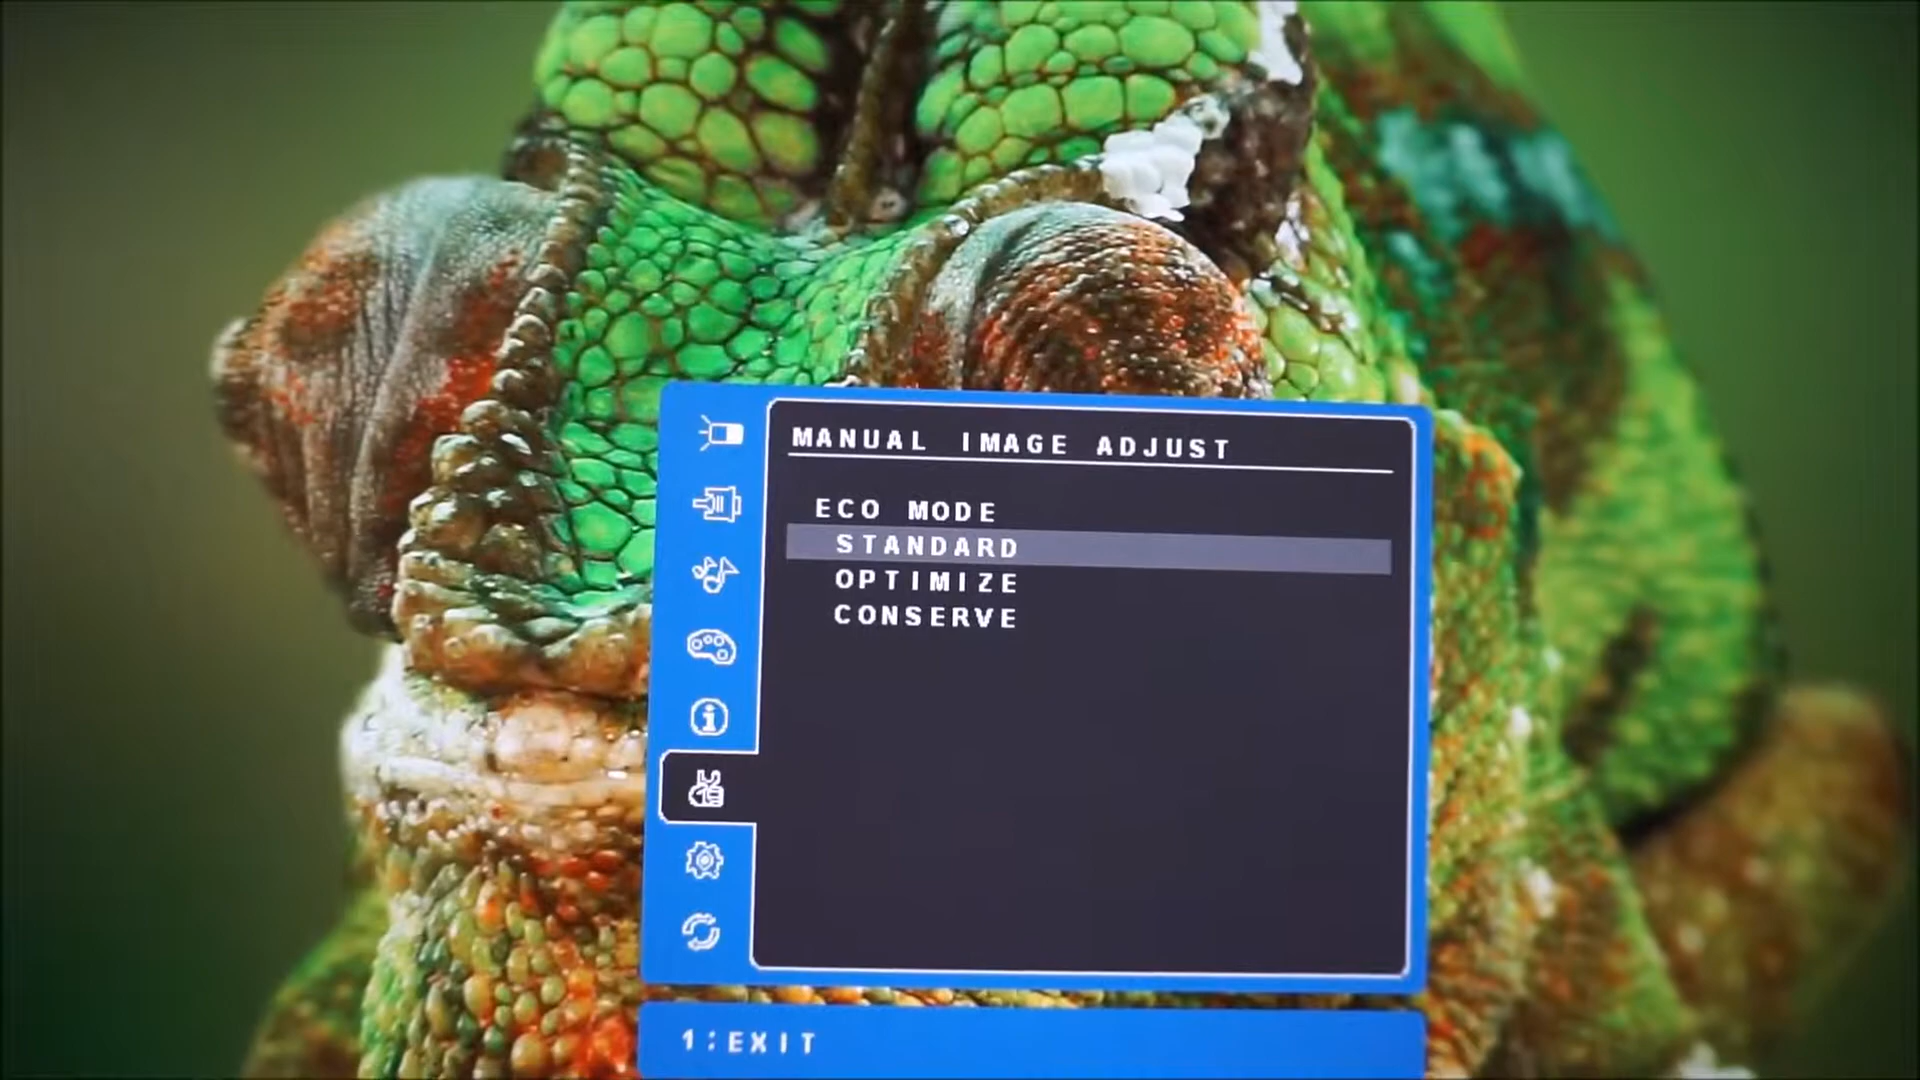 MANUAL IMAGE ADJUST
ECO MODE
STANDARD
OPTIMIZE
CONSERVE
1:EXIT